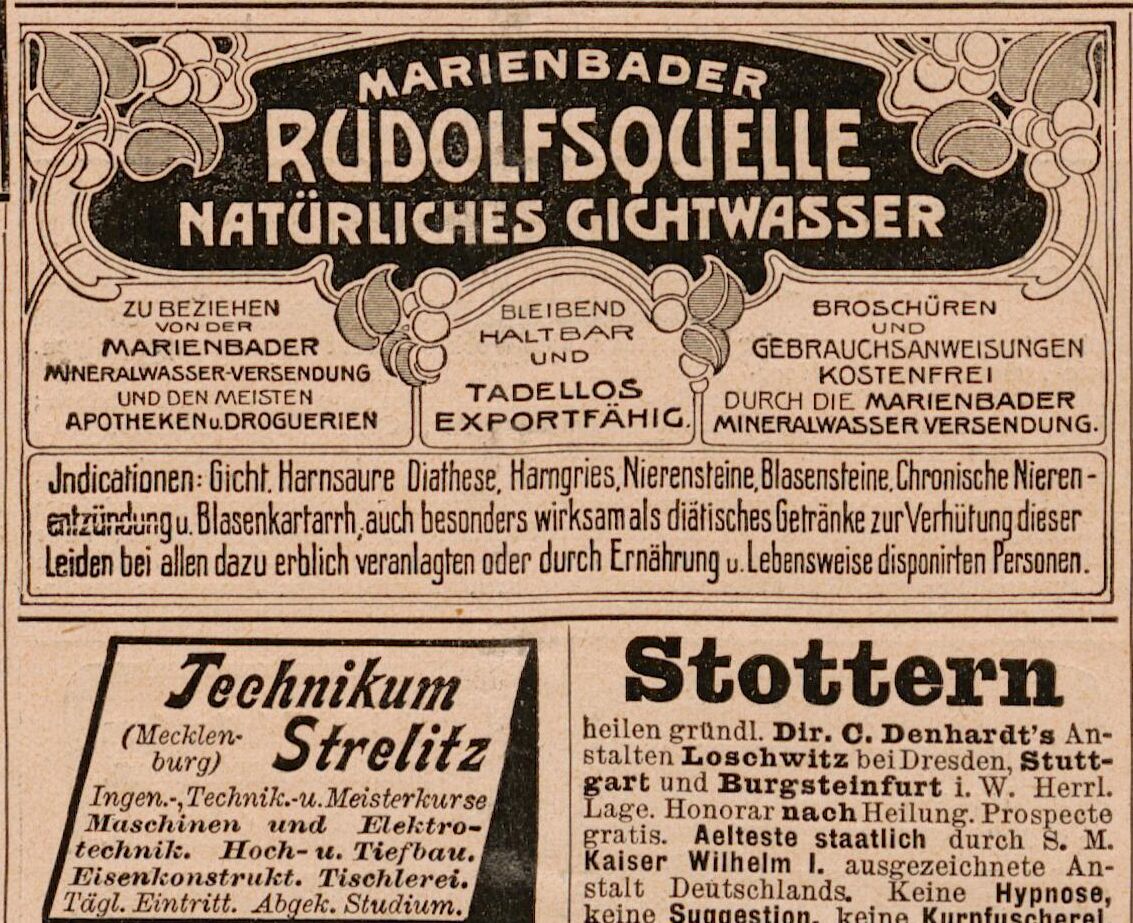 MARIENBADER
RUDOLFSQUELLE
NATÜRLICHES GICHTWASSER
ZU BEZIEHEN
VON DER
MARIENBADER
MINERALWASSER-VERSENDUNG
UND DEN MEISTEN
APOTHEKEN u. DROGUERIEN
BLEIBEND
HALTBAR
UND
TADELLOS
EXPORTFÄHIG.
BROSCHÜREN
UND
GEBRAUCHSANWEISUNGEN
KOSTENFREI
DURCH DIE MARIENBADER
MINERALWASSER VERSENDUNG.
Jndicationen: Gicht, Harnsaure Diathese, Harngries, Nierensteine, Blasensteine, Chronische Nieren-
entzündung u. Blasenkartarrh, auch besonders wirksam als diätisches Getränke zur Verhütung dieser
Leiden bei allen dazu erblich veranlagten oder durch Ernährung u. Lebensweise disponirten Personen.
Technikum
(Mecklen-
burg) Strelitz
Ingen.-, Technik.-u. Meisterkurse
Maschinen und Elektro-
technik. Hoch- u. Tiefbau.
Eisenkonstrukt. Tischlerei.
Tägl. Eintritt. Abgek. Studium.
Stottern
heilen gründl. Dir. C. Denhardt's An-
stalten Loschwitz bei Dresden, Stutt-
gart und Burgsteinfurt i. W. Herrl.
Lage. Honorar nach Heilung. Prospecte
gratis. Aelteste staatlich durch S. M.
Kaiser Wilhelm I. ausgezeichnete An-
stalt Deutschlands. Keine Hypnose,
keine Suggestion, keine Kurpfuscherei